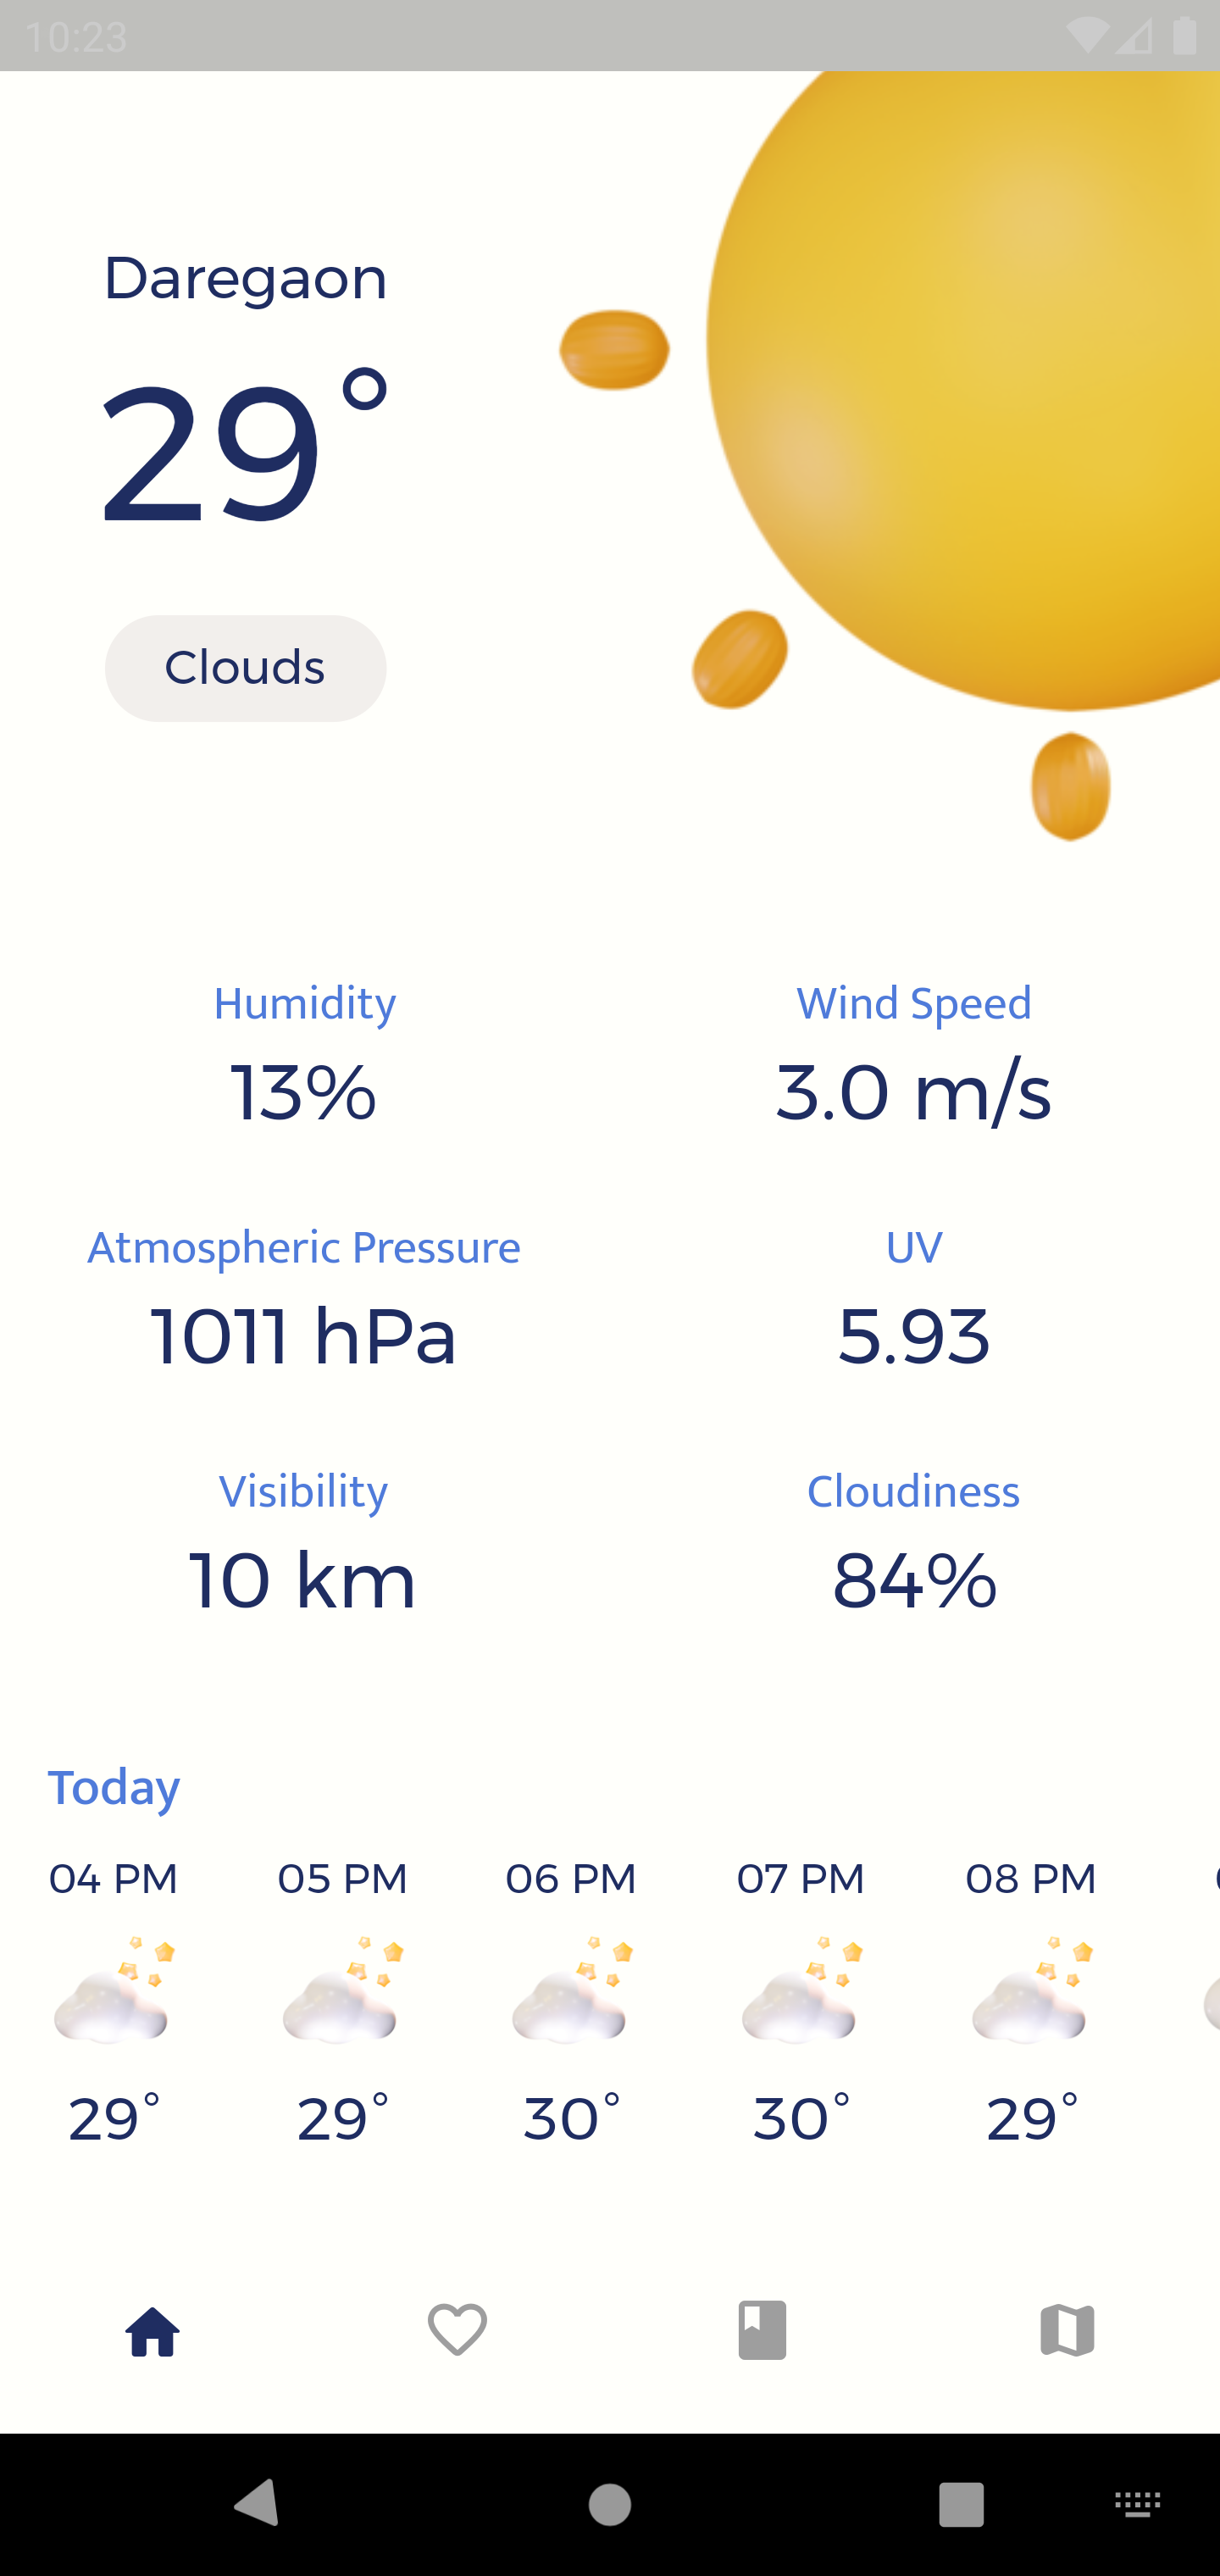 10:23
Daregaon
29°
Clouds
Humidity
13%
Wind Speed
3.0 m/s
Atmospheric Pressure
1011 hPa
UV
5.93
Visibility
10 km
Cloudiness
84%
Today
04 PM 05 PM 06 PM 07 PM 08 PM
29° 29° 30° 30° 29°